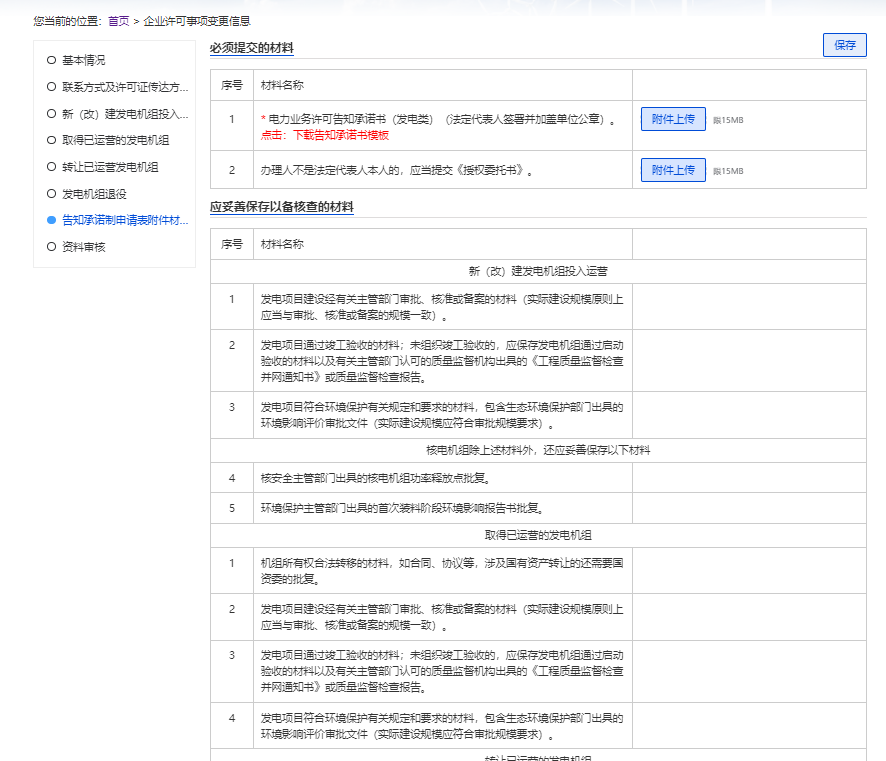 您当前的位置：首页 > 企业许可事项变更信息
基本情况
联系方式及许可证传达方...
新（改）建发电机组投入...
取得已运营的发电机组
转让已运营发电机组
发电机组退役
告知承诺制申请表附件材...
资料审核
必须提交的材料
保存
序号 材料名称
1 * 电力业务许可告知承诺书（发电类）（法定代表人签署并加盖单位公章）。 附件上传 限15MB
点击：下载告知承诺书模板
2 办理人不是法定代表人本人的，应当提交《授权委托书》。 附件上传 限15MB
应妥善保存以备核查的材料
序号 材料名称
新（改）建发电机组投入运营
1 发电项目建设经有关主管部门审批、核准或备案的材料（实际建设规模原则上
应当与审批、核准或备案的规模一致）。
2 发电项目通过竣工验收的材料；未组织竣工验收的，应保存发电机组通过启动
验收的材料以及有关主管部门认可的质量监督机构出具的《工程质量监督检查
并网通知书》或质量监督检查报告。
3 发电项目符合环境保护有关规定和要求的材料，包含生态环境保护部门出具的
环境影响评价审批文件（实际建设规模应符合审批规模要求）。
核电机组除上述材料外，还应妥善保存以下材料
4 核安全主管部门出具的核电机组功率释放点批复。
5 环境保护主管部门出具的首次装料阶段环境影响报告书批复。
取得已运营的发电机组
1 机组所有权合法转移的材料，如合同、协议等，涉及国有资产转让的还需要国
资委的批复。
2 发电项目建设经有关主管部门审批、核准或备案的材料（实际建设规模原则上
应当与审批、核准或备案的规模一致）。
3 发电项目通过竣工验收的材料；未组织竣工验收的，应保存发电机组通过启动
验收的材料以及有关主管部门认可的质量监督机构出具的《工程质量监督检查
并网通知书》或质量监督检查报告。
4 发电项目符合环境保护有关规定和要求的材料，包含生态环境保护部门出具的
环境影响评价审批文件（实际建设规模应符合审批规模要求）。
转让已运营的发电机组